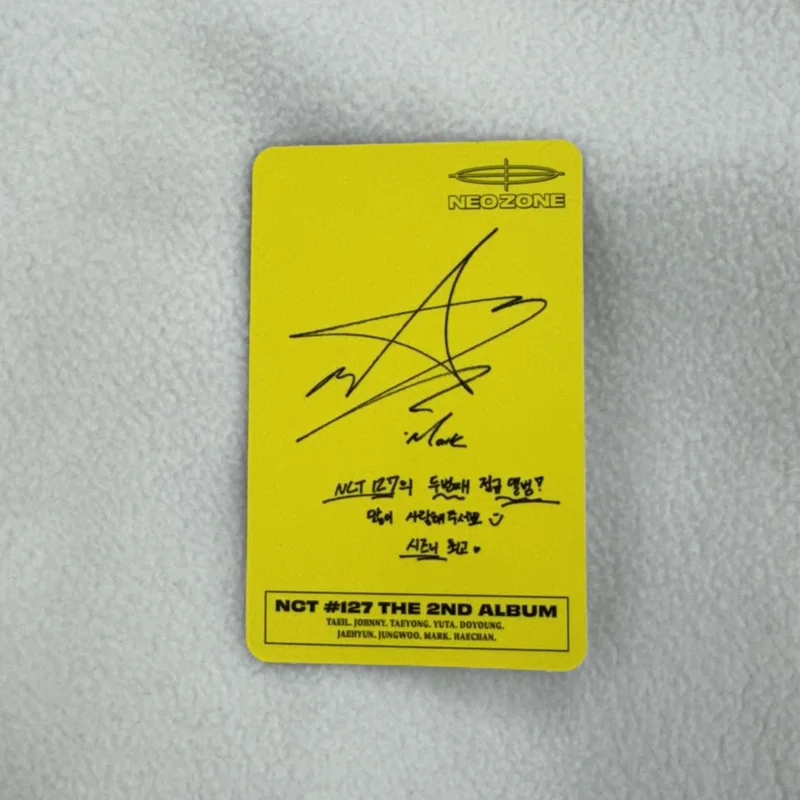 NEO ZONE
Mark
NCT 127의 두번째 정규 앨범?
많이 사랑해주세요
시즈니 최고
NCT #127 THE 2ND ALBUM
TAEIL. JOHNNY. TAEYONG. YUTA. DOYOUNG.
JAEHYUN. JUNGWOO. MARK. HAECHAN.